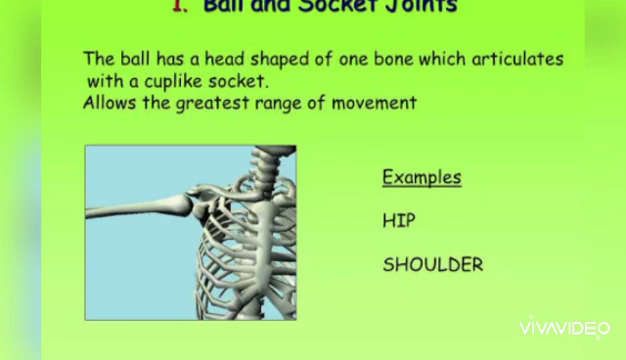 1. Ball and Socket Joints
The ball has a head shaped of one bone which articulates
with a cuplike socket.
Allows the greatest range of movement
Examples
HIP
SHOULDER
VIVAVIDEO